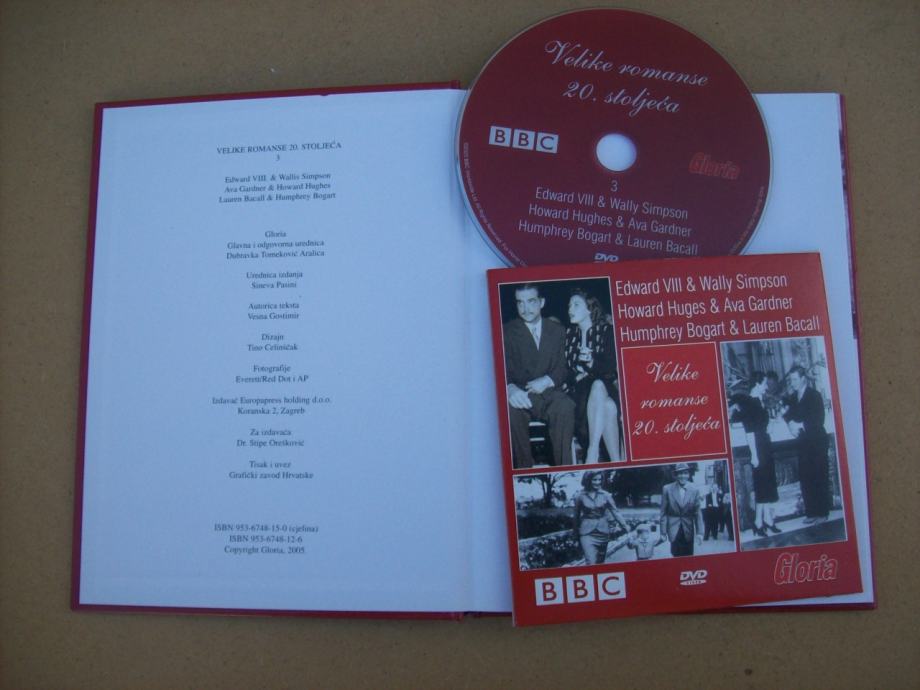 VELIKE ROMANSE 20. STOLJEĆA
3
Edward VIII & Wallis Simpson
Ava Gardner & Howard Hughes
Lauren Bacall & Humphrey Bogart
Gloria
Glavna i odgovorna urednica
Dubravka Tomeković Aralica
Urednica izdanja
Sineva Pasini
Autorica teksta
Vesna Gostimir
Dizajn
Tino Celinščak
Fotografije
Everett/Red Dot i AP
Izdavač Europapress holding d.o.o.
Koranska 2, Zagreb
Za izdavača
Dr. Stipe Orešković
Tisak i uvez
Grafički zavod Hrvatske
ISBN 953-6748-15-0 (cjelina)
ISBN 953-6748-12-6
Copyright Gloria, 2005.
Velike romanse
20. stoljeća
BBC
Gloria
3
Edward VIII & Wally Simpson
Howard Hughes & Ava Gardner
Humphrey Bogart & Lauren Bacall
DVD
Edward VIII & Wally Simpson
Howard Huges & Ava Gardner
Humphrey Bogart & Lauren Bacall
Velike
romanse
20. stoljeća
BBC
DVD
VIDEO
Gloria